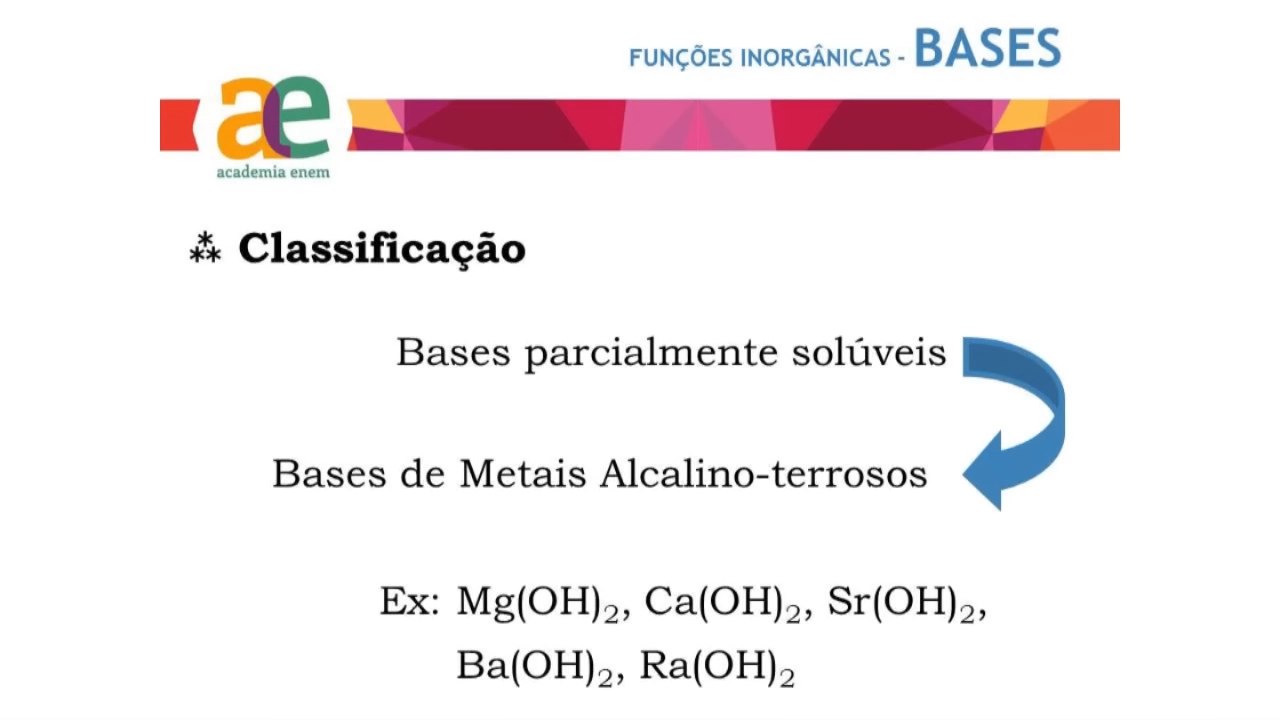 FUNÇÕES INORGÂNICAS - BASES
ae
academia enem
⁂ Classificação
Bases parcialmente solúveis
Bases de Metais Alcalino-terrosos
Ex: Mg(OH)₂, Ca(OH)₂, Sr(OH)₂,
Ba(OH)₂, Ra(OH)₂